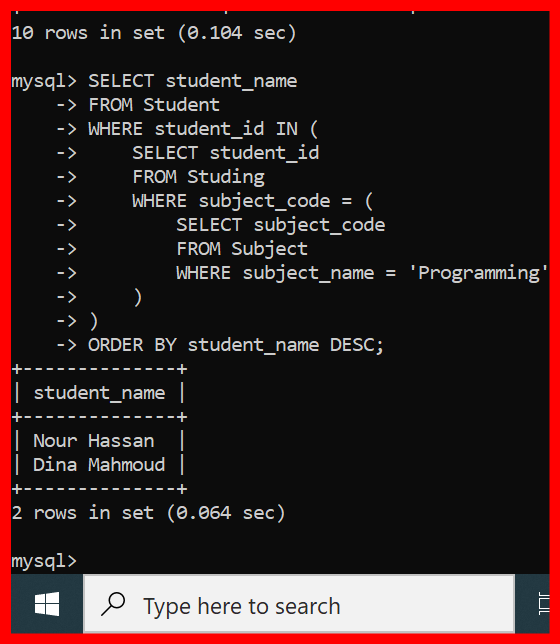 10 rows in set (0.104 sec)
mysql> SELECT student_name
    -> FROM Student
    -> WHERE student_id IN (
    ->     SELECT student_id
    ->     FROM Studing
    ->     WHERE subject_code = (
    ->         SELECT subject_code
    ->         FROM Subject
    ->         WHERE subject_name = 'Programming'
    ->     )
    -> )
    -> ORDER BY student_name DESC;
+--------------+
| student_name |
+--------------+
| Nour Hassan  |
| Dina Mahmoud |
+--------------+
2 rows in set (0.064 sec)
mysql>
Type here to search